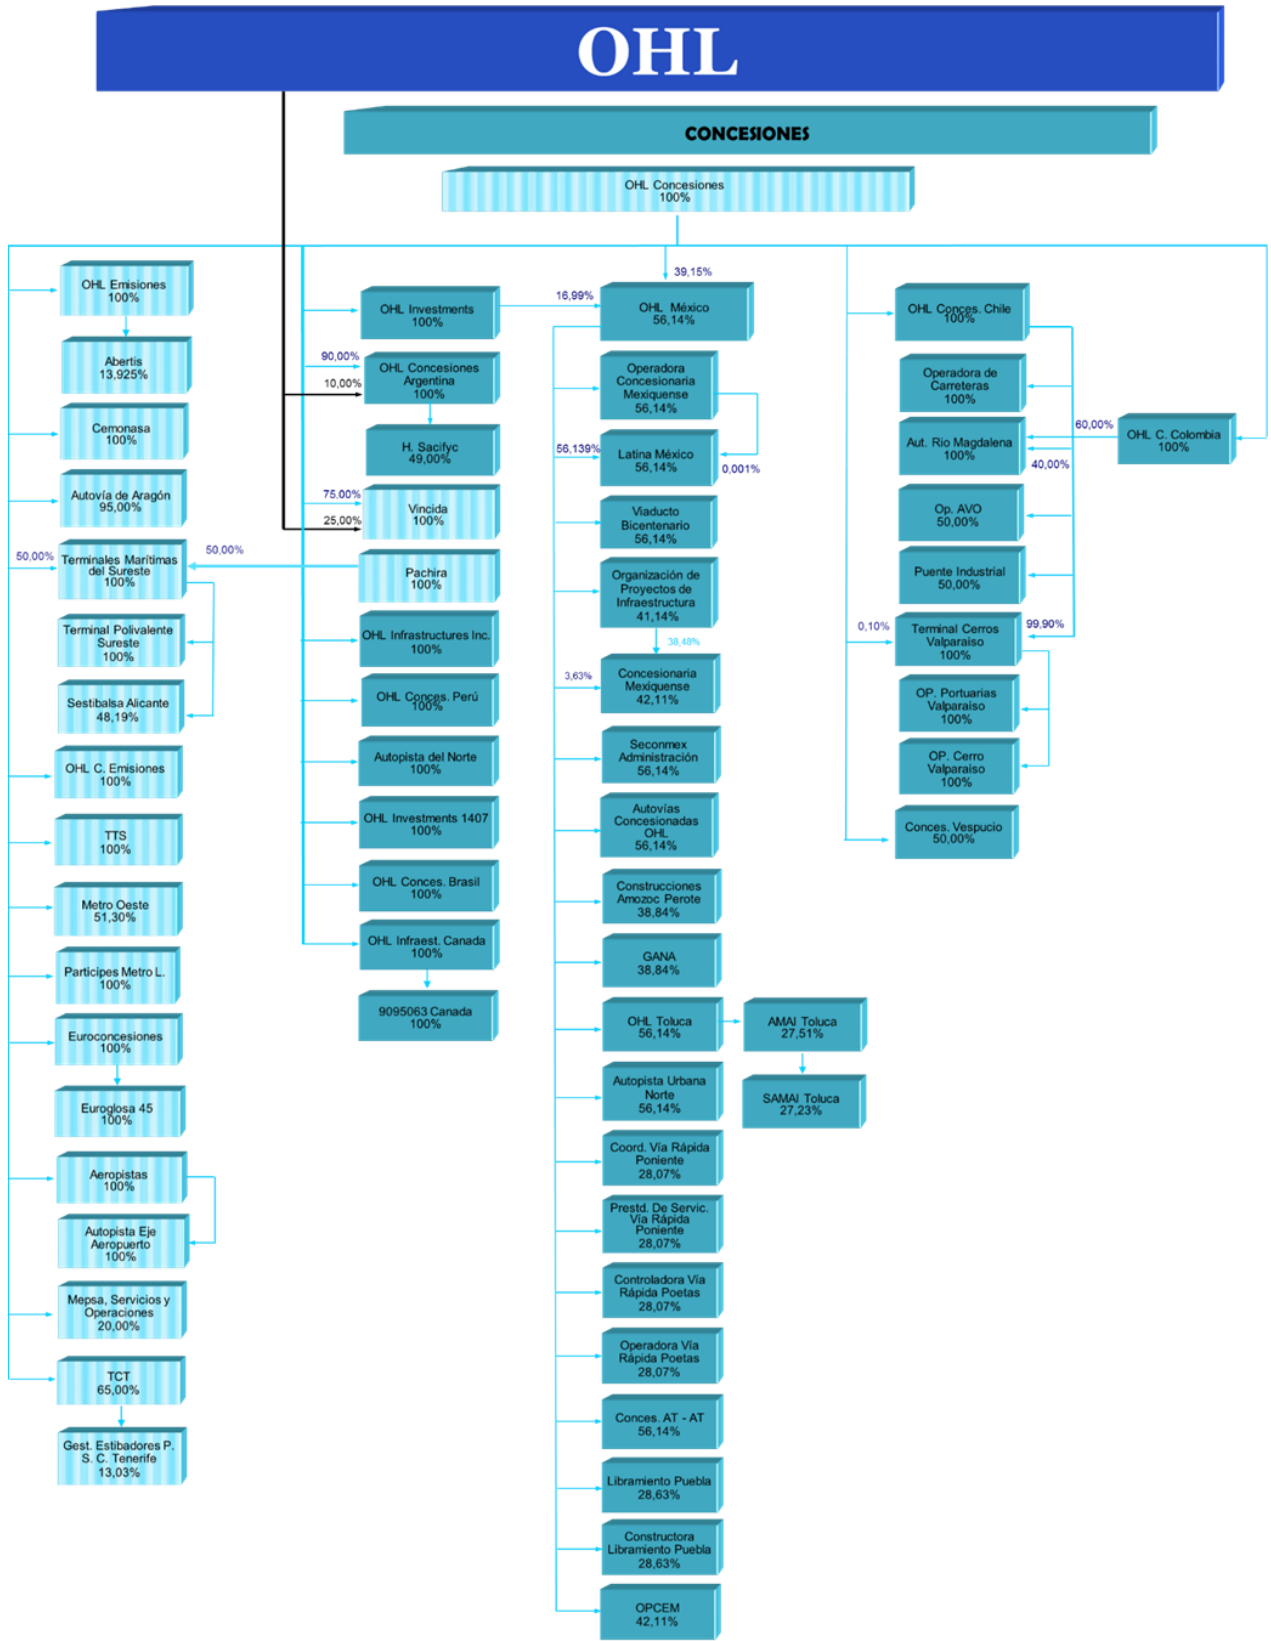 OHL
CONCESIONES
OHL Concesiones
100%
OHL Emisiones
100%
Abertis
13,925%
Cemonasa
100%
Autovía de Aragón
95,00%
50,00%
Terminales Marítimas
del Sureste
100%
Terminal Polivalente
Sureste
100%
Sestibalsa Alicante
48,19%
OHL C. Emisiones
100%
TTS
100%
Metro Oeste
51,30%
Participes Metro L.
100%
Euroconcesiones
100%
Euroglosa 45
100%
Aeropistas
100%
Autopista Eje
Aeropuerto
100%
Mepsa, Servicios y
Operaciones
20,00%
TCT
65,00%
Gest. Estibadores P.
S. C. Tenerife
13,03%
OHL Investments
100%
90,00%
10,00%
OHL Concesiones
Argentina
100%
H. Sacifyc
49,00%
75,00%
25,00%
Vincida
100%
50,00%
Pachira
100%
OHL Infrastructures Inc.
100%
OHL Conces. Perú
100%
Autopista del Norte
100%
OHL Investments 1407
100%
OHL Conces. Brasil
100%
OHL Infraest. Canada
100%
9095063 Canada
100%
39,15%
16,99%
OHL México
56,14%
Operadora
Concesionaria
Mexiquense
56,14%
56,139%
Latina México
56,14%
0,001%
Viaducto
Bicentenario
56,14%
Organización de
Proyectos de
Infraestructura
41,14%
38,48%
3,63%
Concesionaria
Mexiquense
42,11%
Seconmex
Administración
56,14%
Autovías
Concesionadas
OHL
56,14%
Construcciones
Amozoc Perote
38,84%
GANA
38,84%
OHL Toluca
56,14%
AMAI Toluca
27,51%
SAMAI Toluca
27,23%
Autopista Urbana
Norte
56,14%
Coord. Vía Rápida
Poniente
28,07%
Prestd. De Servic.
Vía Rápida
Poniente
28,07%
Controladora Vía
Rápida Poetas
28,07%
Operadora Vía
Rápida Poetas
28,07%
Conces. AT - AT
56,14%
Libramiento Puebla
28,63%
Constructora
Libramiento Puebla
28,63%
OPCEM
42,11%
OHL Conces. Chile
100%
Operadora de
Carreteras
100%
Aut. Rio Magdalena
100%
60,00%
40,00%
OHL C. Colombia
100%
Op. AVO
50,00%
Puente Industrial
50,00%
0,10%
99,90%
Terminal Cerros
Valparaiso
100%
OP. Portuarias
Valparaiso
100%
OP. Cerro
Valparaiso
100%
Conces. Vespucio
50,00%